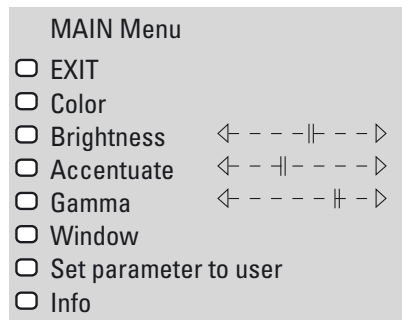 MAIN Menu
EXIT
Color
Brightness
Accentuate
Gamma
Window
Set parameter to user
Info